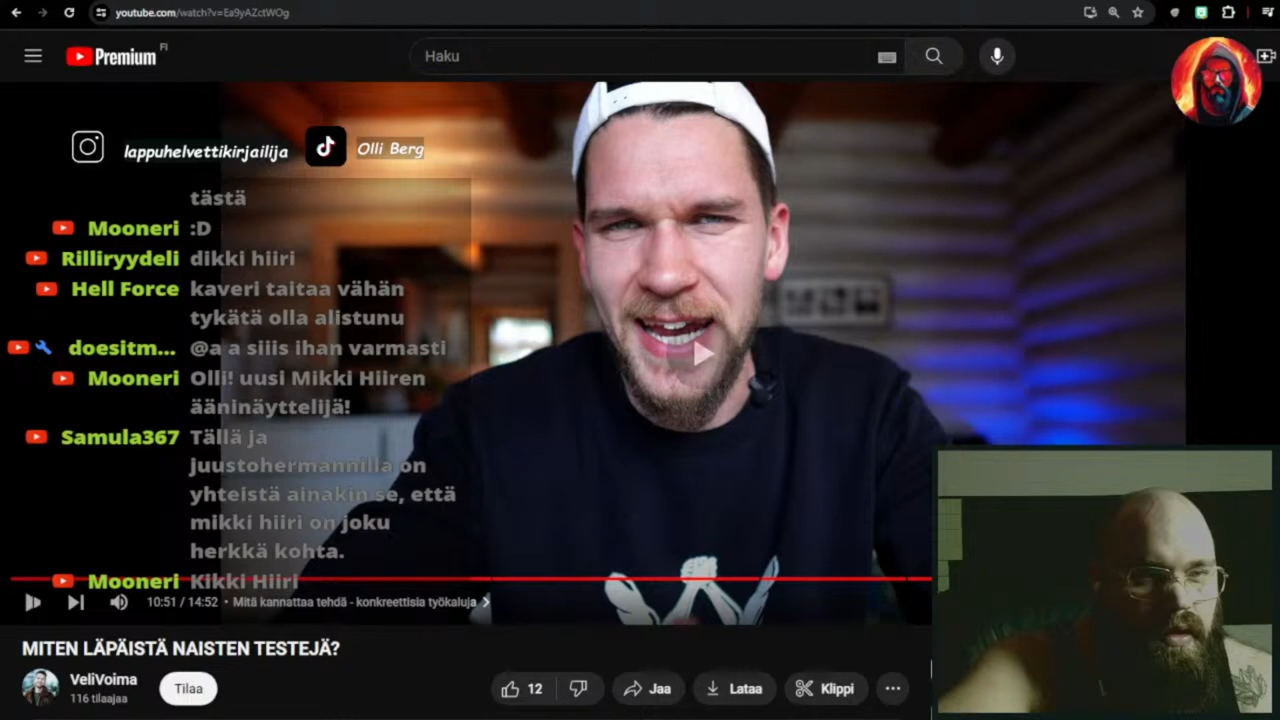 youtube.com/watch?v=Ea9yAZctWOg
Premium FI
Haku
lappuhelvettikirjailija
Olli Berg
tästä
Mooneri :D
Rilliryydeli dikki hiiri
Hell Force kaveri taitaa vähän
tykätä olla alistunu
doesitm... @a a siiis ihan varmasti
Mooneri Olli! uusi Mikki Hiiren
ääninäyttelijä!
Samula367 Tällä ja
juustohermannilla on
yhteistä ainakin se, että
mikki hiiri on joku
herkkä kohta.
Mooneri Kikki Hiiri
10:51 / 14:52 • Mitä kannattaa tehdä - konkreettisia työkaluja
MITEN LÄPÄISTÄ NAISTEN TESTEJÄ?
VeliVoima
116 tilaajaa
Tilaa
12
Jaa
Lataa
Klippi